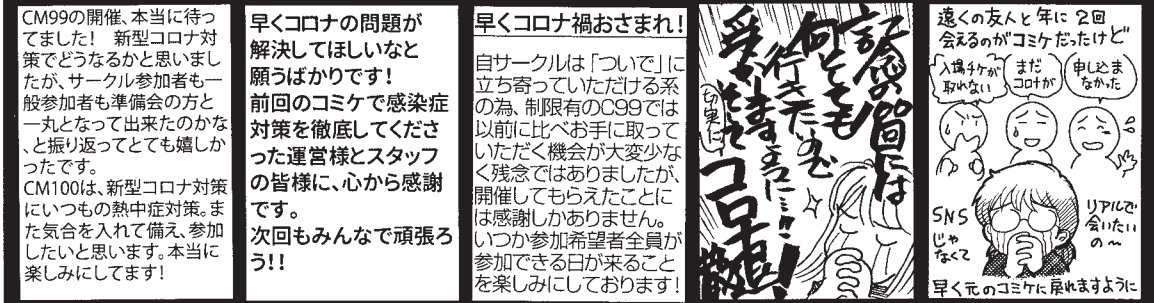 CM99の開催、本当に待っ
てました！　新型コロナ対
策でどうなるかと思いまし
たが、サークル参加者も一
般参加者も準備会の方と
一丸となって出来たのかな
、と振り返ってとても嬉しか
ったです。
CM100は、新型コロナ対策
にいつもの熱中症対策。ま
た気合を入れて備え、参加
したいと思います。本当に
楽しみにしてます！
早くコロナの問題が
解決してほしいなと
願うばかりです！
前回のコミケで感染症
対策を徹底してくださ
った運営様とスタッフ
の皆様に、心から感謝
です。
次回もみんなで頑張ろ
う!!
早くコロナ禍おさまれ！
自サークルは「ついで」に
立ち寄っていただける系
の為、制限有のC99では
以前に比べお手に取って
いただく機会が大変少な
く残念ではありましたが、
開催してもらえたことに
は感謝しかありません。
いつか参加希望者全員が
参加できる日が来ること
を楽しみにしております！
記念の100回には
何としても
行きたいので
受かりますように…!!
(切実に)
そしてコロナ退散!
遠くの友人と年に2回
会えるのがコミケだったけど
入場チケが
取れない
まだ
コロナが
申し込ま
なかった
SNS
じゃ
なくて
リアルで
会いたい
の〜
早く元のコミケに戻れますように